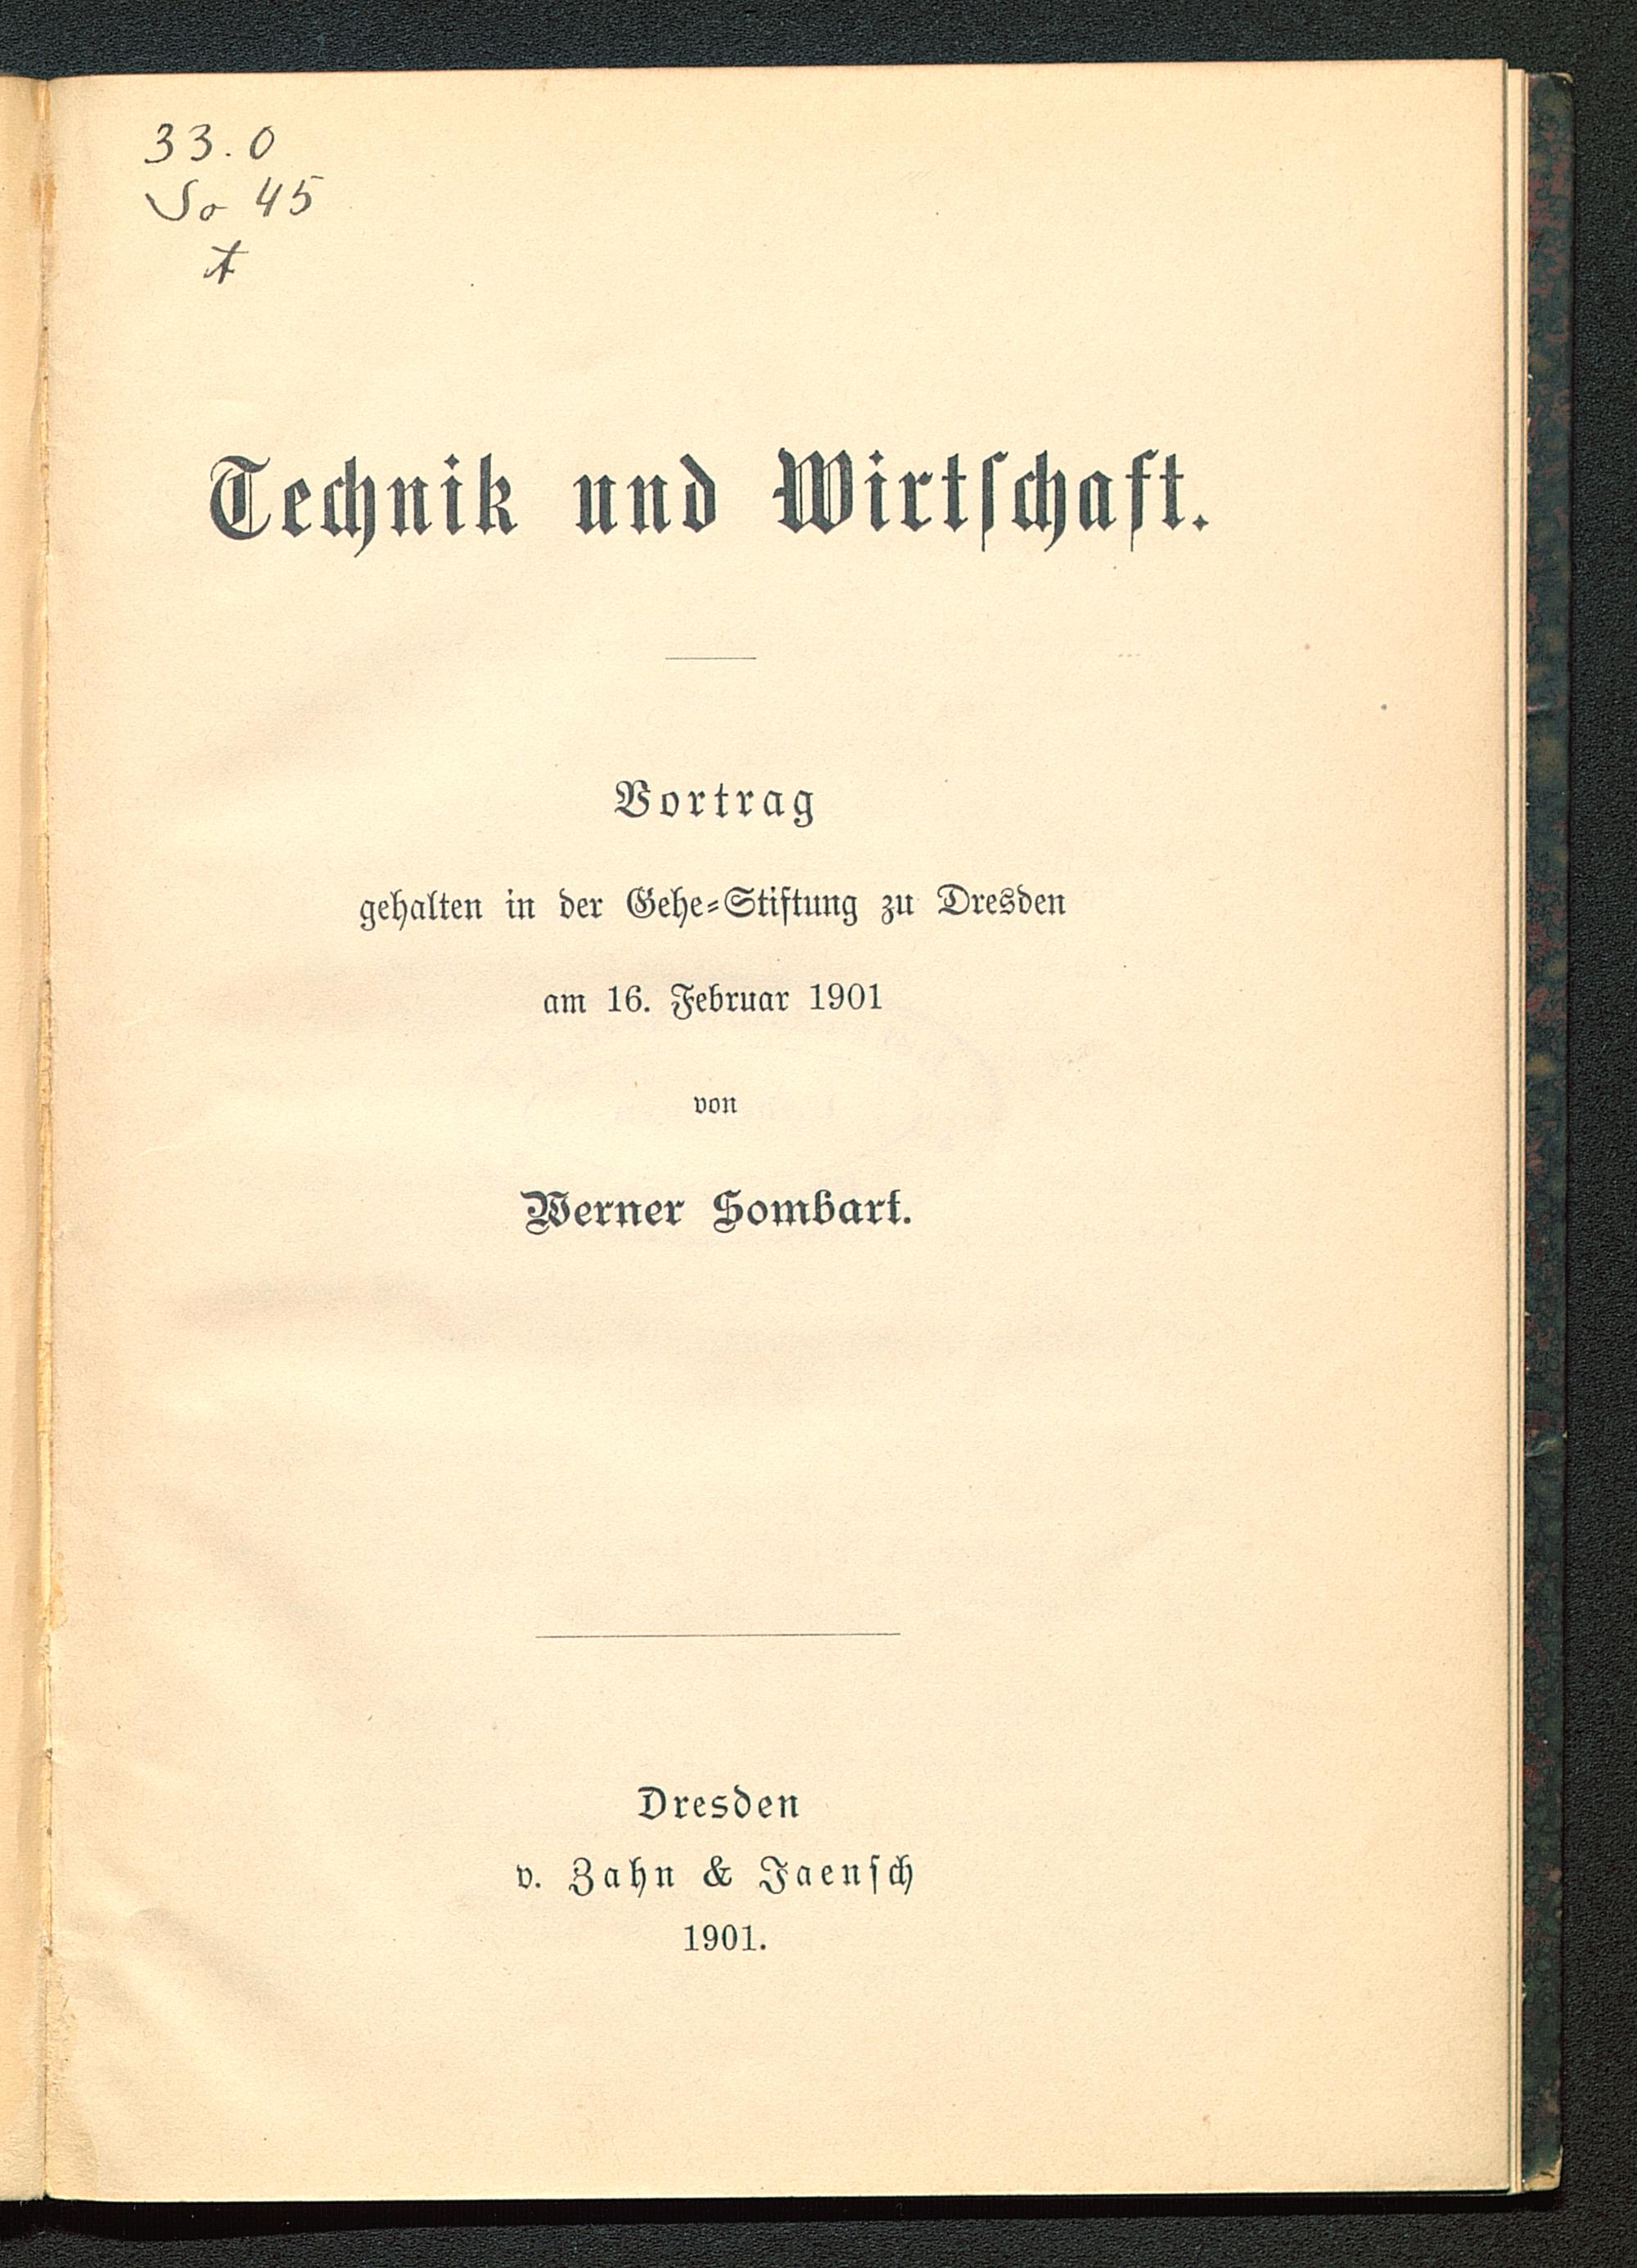 33.0
So 45
t
Technik und Wirtſchaft.
Vortrag
gehalten in der Gehe-Stiftung zu Dresden
am 16. Februar 1901
von
Werner Sombart.
Dresden
v. Zahn & Jaenſch
1901.